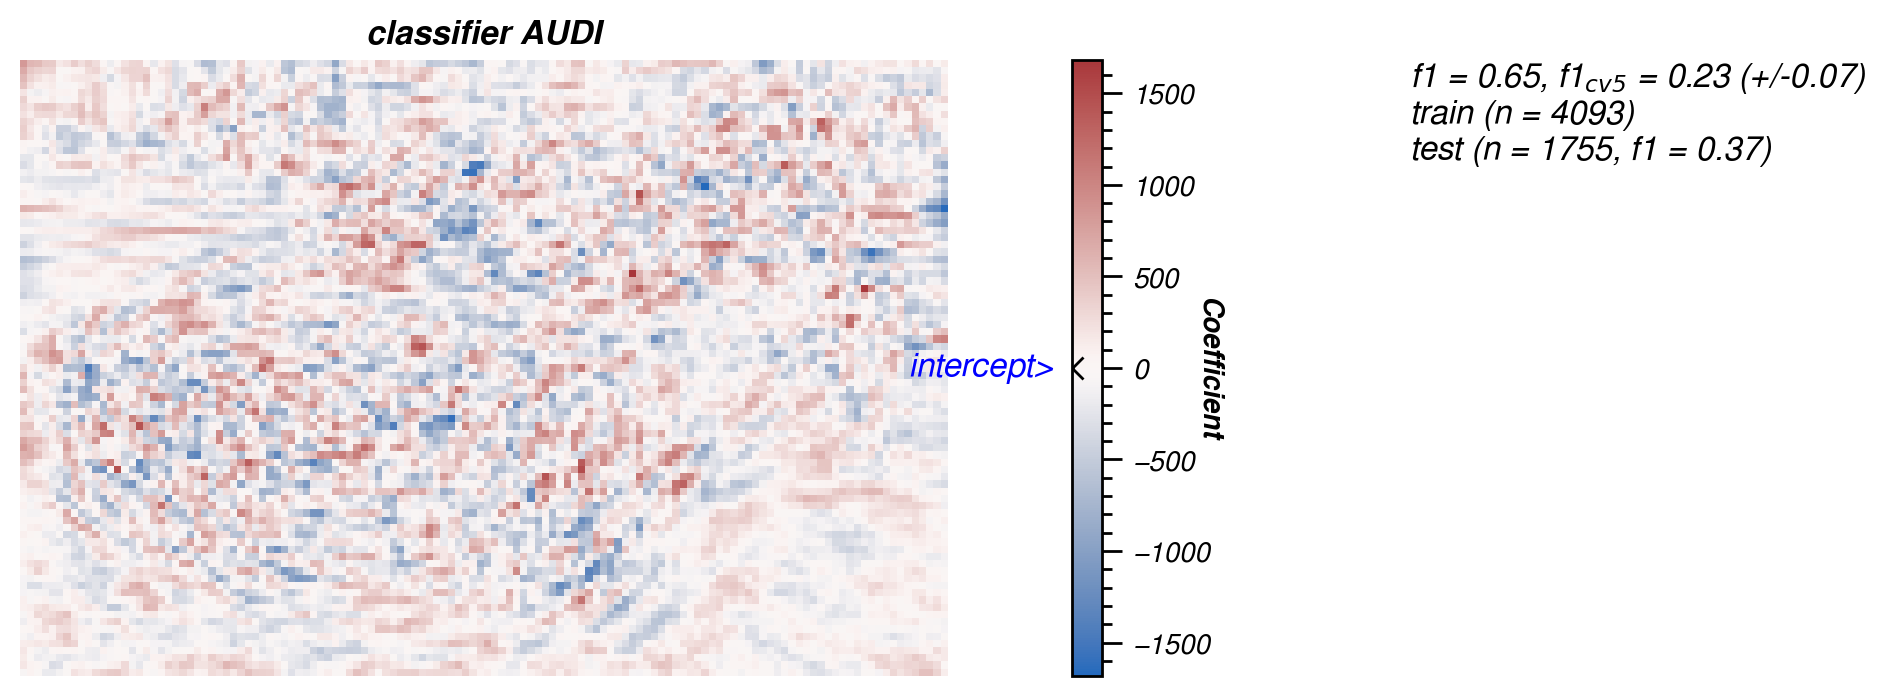 classifier AUDI
f1 = 0.65, f1cv5 = 0.23 (+/-0.07)
train (n = 4093)
test (n = 1755, f1 = 0.37)
1500
1000
500
0
−500
−1000
−1500
Coefficient
intercept>